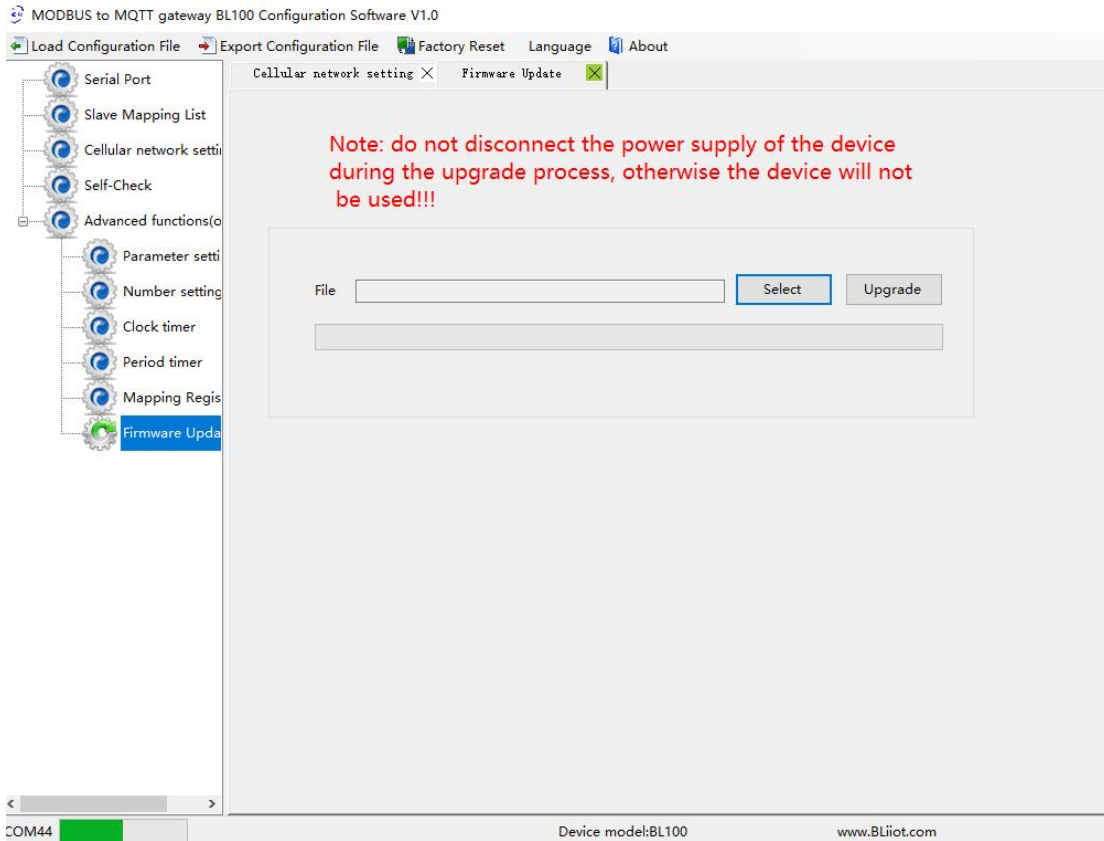 MODBUS to MQTT gateway BL100 Configuration Software V1.0
Load Configuration File Export Configuration File Factory Reset Language About
Serial Port
Slave Mapping List
Cellular network setti
Self-Check
Advanced functions(o
Parameter setti
Number setting
Clock timer
Period timer
Mapping Regis
Firmware Upda
Cellular network setting Firmware Update
Note: do not disconnect the power supply of the device
during the upgrade process, otherwise the device will not
be used!!!
File Select Upgrade
COM44 Device model:BL100 www.BLiiot.com